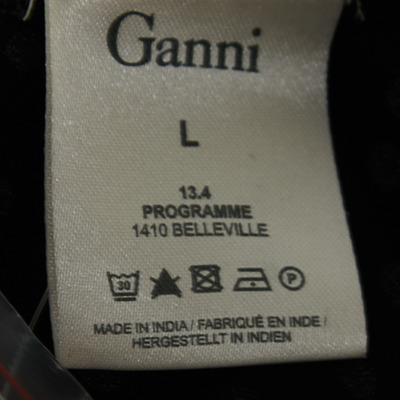 Ganni
L
13.4
PROGRAMME
1410 BELLEVILLE
30 P
MADE IN INDIA / FABRIQUÉ EN INDE /
HERGESTELLT IN INDIEN